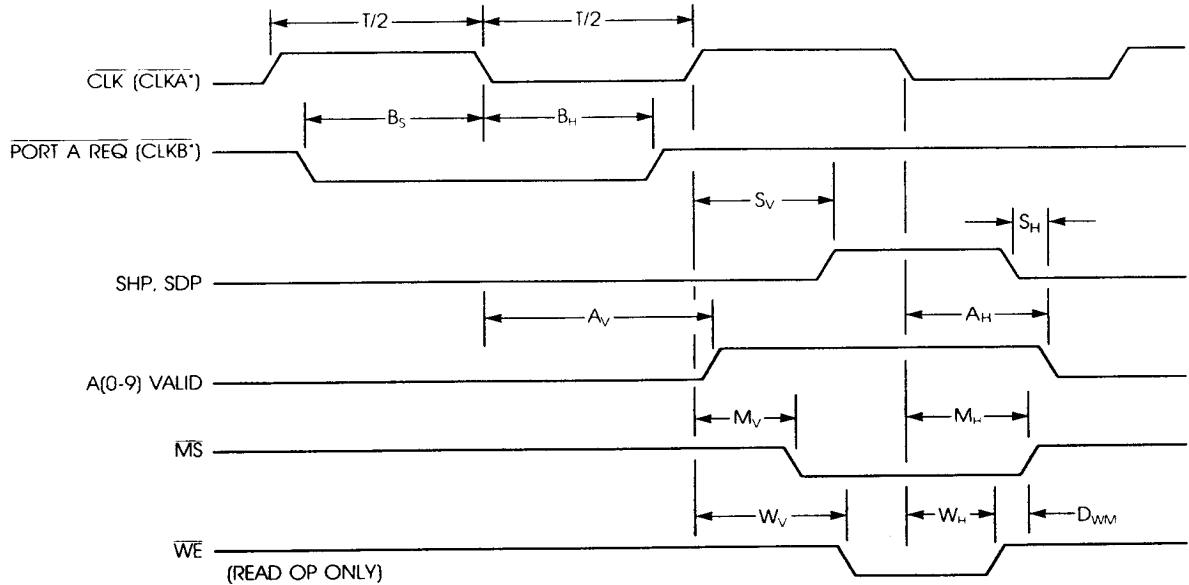 T/2 T/2
CLK (CLKA*)
B_S B_H
PORT A REQ (CLKB*)
S_V S_H
SHP, SDP
A_V A_H
A(0-9) VALID
M_V M_H
MS
W_V W_H D_WM
WE
(READ OP ONLY)